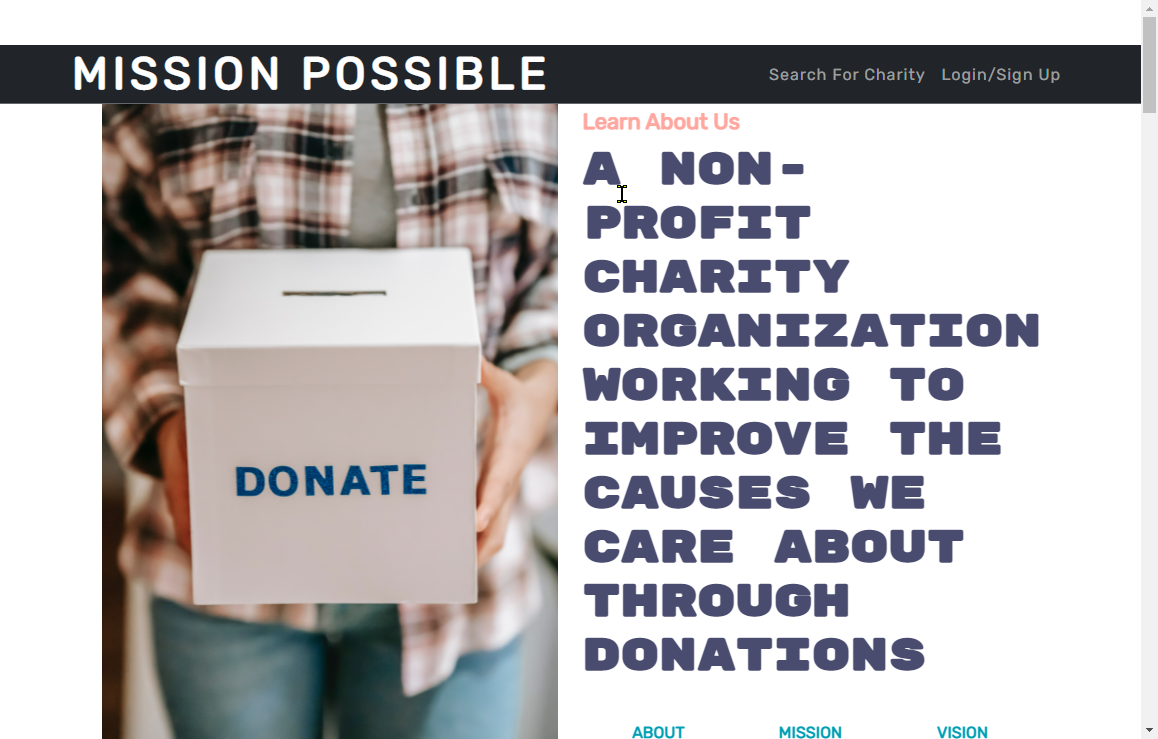 MISSION POSSIBLE
Search For Charity Login/Sign Up
Learn About Us
A NON-
PROFIT
CHARITY
ORGANIZATION
WORKING TO
IMPROVE THE
CAUSES WE
CARE ABOUT
THROUGH
DONATIONS
DONATE
ABOUT MISSION VISION